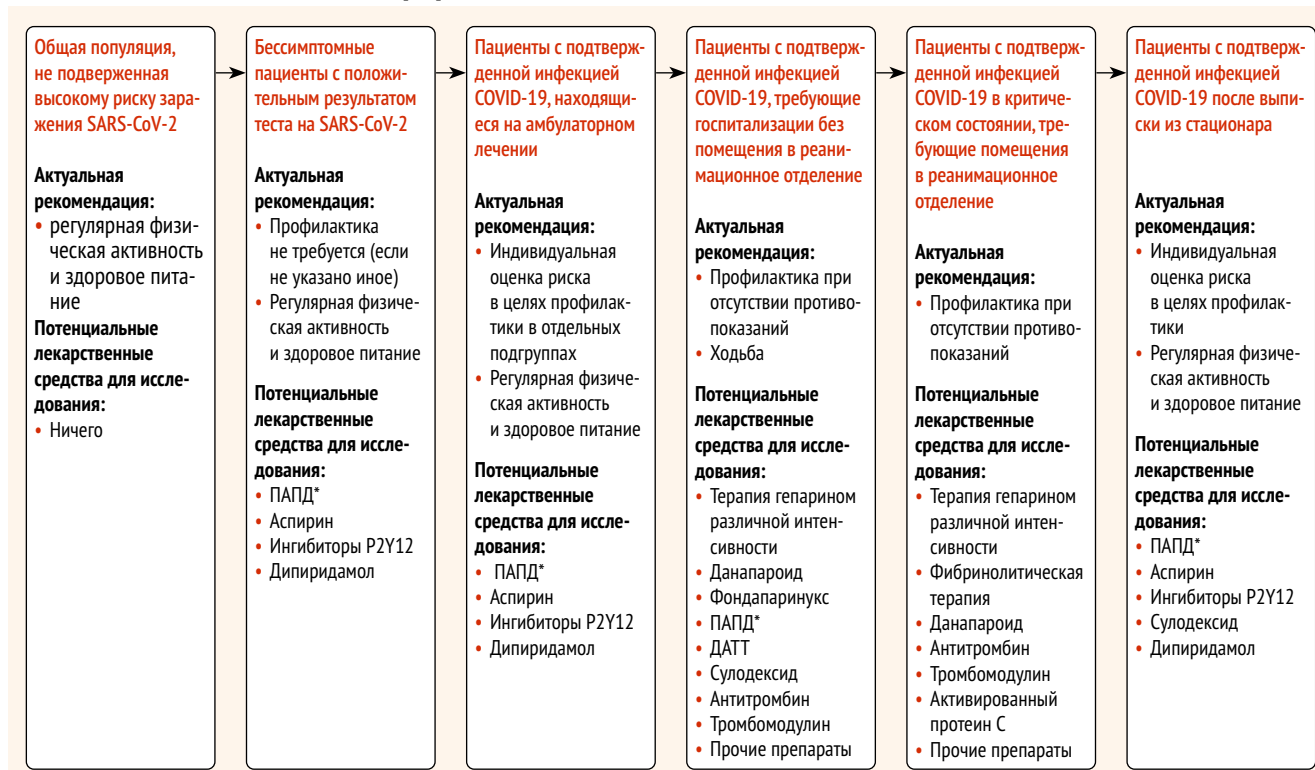 Общая популяция,
не подверженная
высокому риску зара-
жения SARS-CoV-2
Актуальная
рекомендация:
• регулярная физи-
ческая активность
и здоровое пита-
ние
Потенциальные
лекарственные
средства для иссле-
дования:
• Ничего
Бессимптомные
пациенты с положи-
тельным результатом
теста на SARS-CoV-2
Актуальная
рекомендация:
• Профилактика
не требуется (если
не указано иное)
• Регулярная физиче-
ская активность
и здоровое питание
Потенциальные
лекарственные
средства для иссле-
дования:
• ПАПД*
• Аспирин
• Ингибиторы P2Y12
• Дипиридамол
Пациенты с подтверж-
денной инфекцией
COVID-19, находящи-
еся на амбулаторном
лечении
Актуальная
рекомендация:
• Индивидуальная
оценка риска
в целях профилак-
тики в отдельных
подгруппах
• Регулярная физиче-
ская активность
и здоровое питание
Потенциальные
лекарственные
средства для иссле-
дования:
• ПАПД*
• Аспирин
• Ингибиторы P2Y12
• Дипиридамол
Пациенты с подтверж-
денной инфекцией
COVID-19, требующие
госпитализации без
помещения в реани-
мационное отделение
Актуальная
рекомендация:
• Профилактика при
отсутствии противо-
показаний
• Ходьба
Потенциальные
лекарственные
средства для иссле-
дования:
• Терапия гепарином
различной интен-
сивности
• Данапароид
• Фондапаринукс
• ПАПД*
• ДАТТ
• Сулодексид
• Антитромбин
• Тромбомодулин
• Прочие препараты
Пациенты с подтверж-
денной инфекцией
COVID-19 в критиче-
ском состоянии, тре-
бующие помещения
в реанимационное
отделение
Актуальная
рекомендация:
• Профилактика при
отсутствии противо-
показаний
Потенциальные
лекарственные
средства для иссле-
дования:
• Терапия гепарином
различной интен-
сивности
• Фибринолитическая
терапия
• Данапароид
• Антитромбин
• Тромбомодулин
• Активированный
протеин С
• Прочие препараты
Пациенты с подтверж-
денной инфекцией
COVID-19 после выпи-
ски из стационара
Актуальная
рекомендация:
• Индивидуальная
оценка риска
в целях профилак-
тики
• Регулярная физиче-
ская активность
и здоровое питание
Потенциальные
лекарственные
средства для иссле-
дования:
• ПАПД*
• Аспирин
• Ингибиторы P2Y12
• Сулодексид
• Дипиридамол